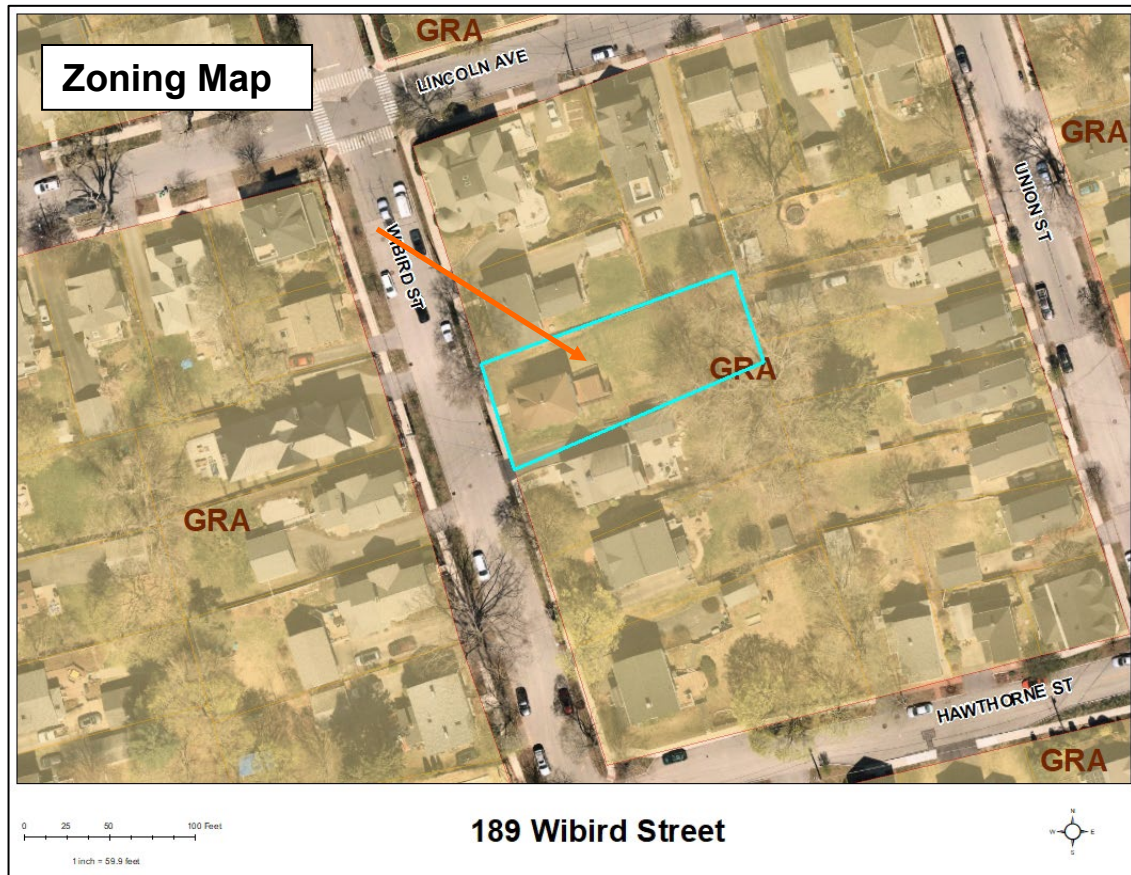 GRA
Zoning Map
LINCOLN AVE
GRA
UNION ST
WIBIRD ST
GRA
GRA
HAWTHORNE ST
GRA
0 25 50 100 Feet
1 inch = 59.9 feet
189 Wibird Street
N
W E
S